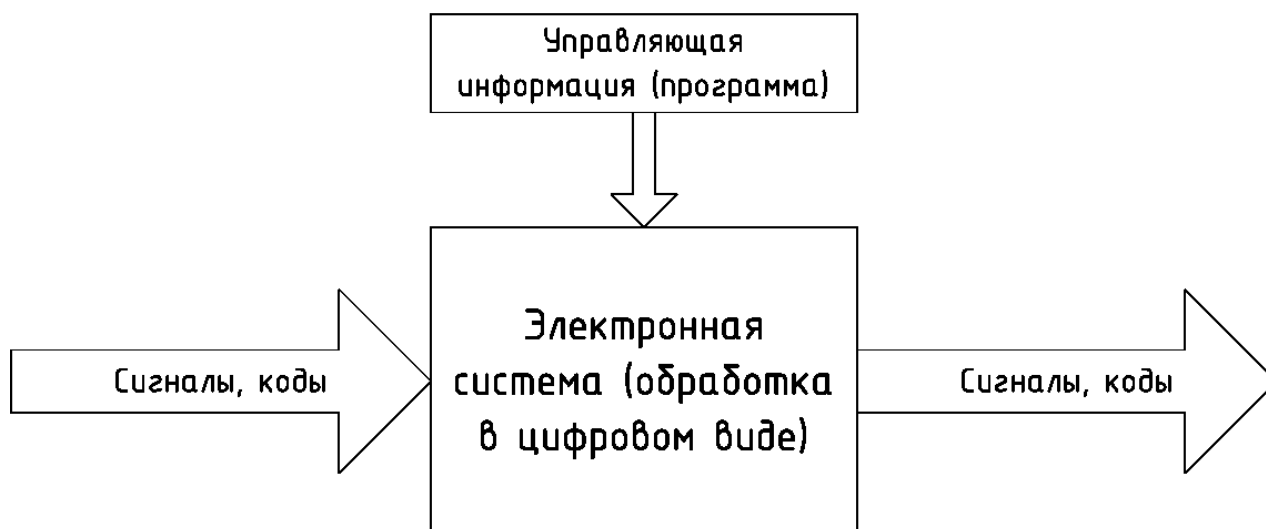 Управляющая
информация (программа)
Сигналы, коды
Электронная
система (обработка
в цифровом виде)
Сигналы, коды